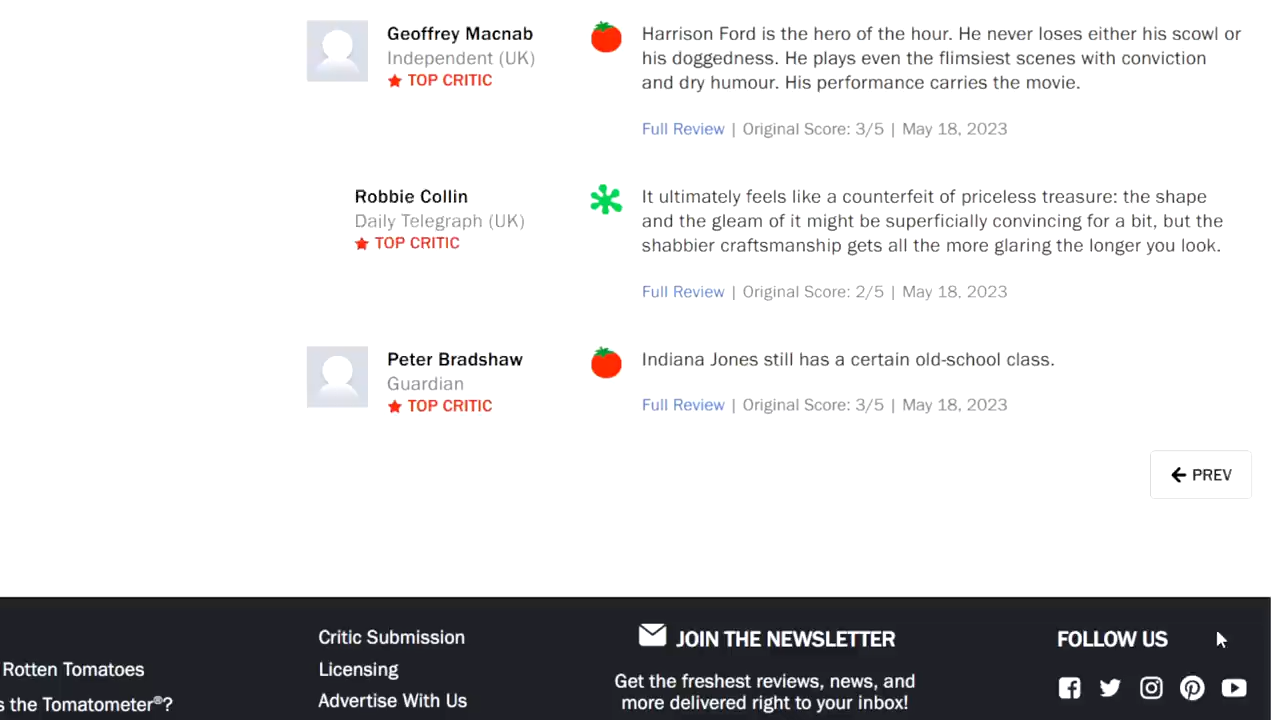 Geoffrey Macnab
Independent (UK)
TOP CRITIC
Harrison Ford is the hero of the hour. He never loses either his scowl or
his doggedness. He plays even the flimsiest scenes with conviction
and dry humour. His performance carries the movie.
Full Review | Original Score: 3/5 | May 18, 2023
Robbie Collin
Daily Telegraph (UK)
TOP CRITIC
It ultimately feels like a counterfeit of priceless treasure: the shape
and the gleam of it might be superficially convincing for a bit, but the
shabbier craftsmanship gets all the more glaring the longer you look.
Full Review | Original Score: 2/5 | May 18, 2023
Peter Bradshaw
Guardian
TOP CRITIC
Indiana Jones still has a certain old-school class.
Full Review | Original Score: 3/5 | May 18, 2023
PREV
Rotten Tomatoes
s the Tomatometer®?
Critic Submission
Licensing
Advertise With Us
JOIN THE NEWSLETTER
Get the freshest reviews, news, and
more delivered right to your inbox!
FOLLOW US